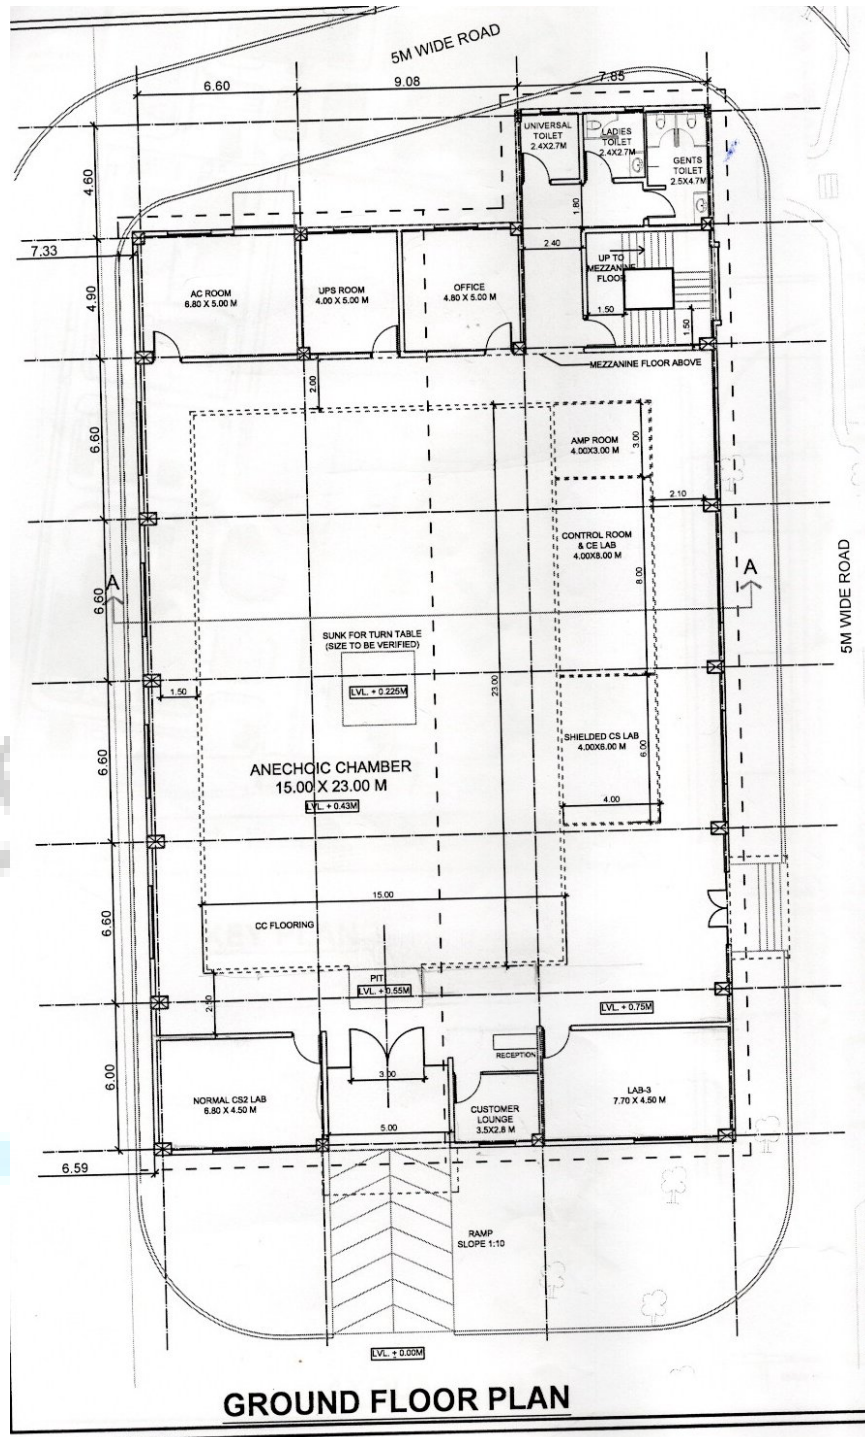 5M WIDE ROAD
6.60
9.08
7.85
UNIVERSAL
TOILET
2.4X2.7M
LADIES
TOILET
2.4X2.7M
GENTS
TOILET
2.5X4.7M
4.60
1.80
2.40
7.33
4.90
AC ROOM
6.80 X 5.00 M
UPS ROOM
4.00 X 5.00 M
OFFICE
4.80 X 5.00 M
UP TO
MEZZANINE
FLOOR
1.50
1.50
MEZZANINE FLOOR ABOVE
2.00
6.60
AMP ROOM
4.00X3.00 M
3.00
2.10
CONTROL ROOM
& CE LAB
4.00X8.00 M
8.00
A
A
5M WIDE ROAD
6.60
SUNK FOR TURN TABLE
(SIZE TO BE VERIFIED)
LVL. + 0.225M
23.00
1.50
SHIELDED CS LAB
4.00X6.00 M
6.00
6.60
ANECHOIC CHAMBER
15.00 X 23.00 M
LVL. + 0.43M
4.00
6.60
15.00
CC FLOORING
PIT
LVL. + 0.55M
LVL. + 0.75M
RECEPTION
6.00
3.00
NORMAL CS2 LAB
6.80 X 4.50 M
CUSTOMER
LOUNGE
3.5X2.8 M
LAB-3
7.70 X 4.50 M
5.00
6.59
RAMP
SLOPE 1:10
LVL. + 0.00M
GROUND FLOOR PLAN